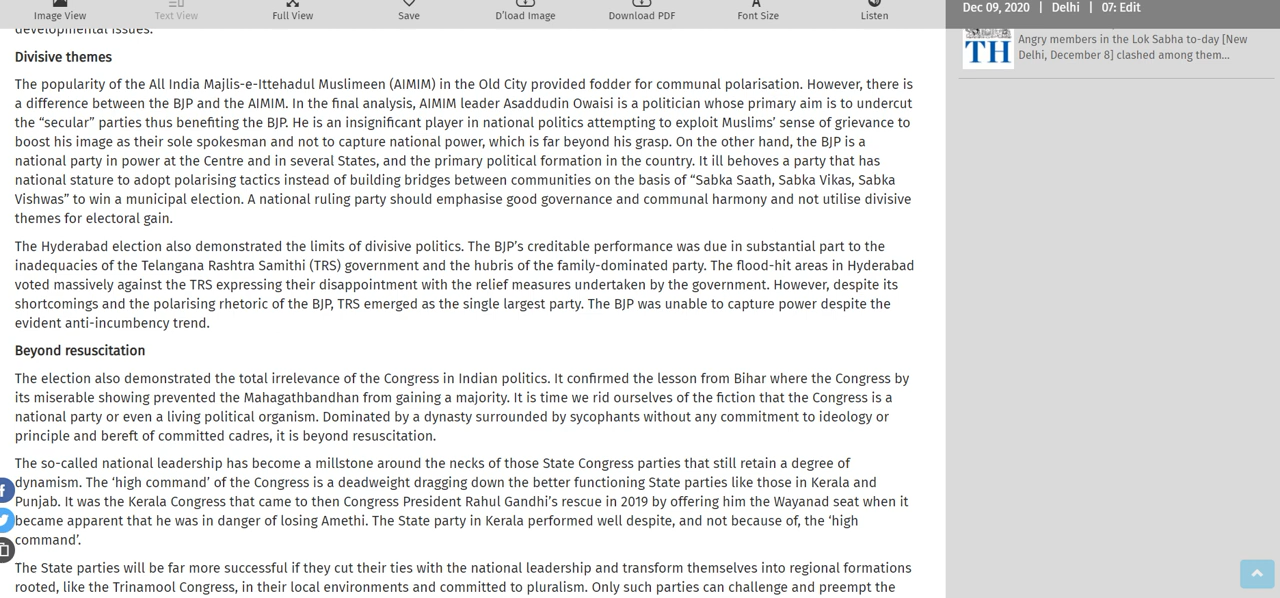 Image View
Text View
Full View
Save
D'load Image
Download PDF
Font Size
Listen
Dec 09, 2020 | Delhi | 07: Edit
TH
Angry members in the Lok Sabha to-day [New
Delhi, December 8] clashed among them...
developmental issues.
Divisive themes
The popularity of the All India Majlis-e-Ittehadul Muslimeen (AIMIM) in the Old City provided fodder for communal polarisation. However, there is
a difference between the BJP and the AIMIM. In the final analysis, AIMIM leader Asaddudin Owaisi is a politician whose primary aim is to undercut
the “secular” parties thus benefiting the BJP. He is an insignificant player in national politics attempting to exploit Muslims’ sense of grievance to
boost his image as their sole spokesman and not to capture national power, which is far beyond his grasp. On the other hand, the BJP is a
national party in power at the Centre and in several States, and the primary political formation in the country. It ill behoves a party that has
national stature to adopt polarising tactics instead of building bridges between communities on the basis of “Sabka Saath, Sabka Vikas, Sabka
Vishwas” to win a municipal election. A national ruling party should emphasise good governance and communal harmony and not utilise divisive
themes for electoral gain.
The Hyderabad election also demonstrated the limits of divisive politics. The BJP’s creditable performance was due in substantial part to the
inadequacies of the Telangana Rashtra Samithi (TRS) government and the hubris of the family-dominated party. The flood-hit areas in Hyderabad
voted massively against the TRS expressing their disappointment with the relief measures undertaken by the government. However, despite its
shortcomings and the polarising rhetoric of the BJP, TRS emerged as the single largest party. The BJP was unable to capture power despite the
evident anti-incumbency trend.
Beyond resuscitation
The election also demonstrated the total irrelevance of the Congress in Indian politics. It confirmed the lesson from Bihar where the Congress by
its miserable showing prevented the Mahagathbandhan from gaining a majority. It is time we rid ourselves of the fiction that the Congress is a
national party or even a living political organism. Dominated by a dynasty surrounded by sycophants without any commitment to ideology or
principle and bereft of committed cadres, it is beyond resuscitation.
The so-called national leadership has become a millstone around the necks of those State Congress parties that still retain a degree of
dynamism. The ‘high command’ of the Congress is a deadweight dragging down the better functioning State parties like those in Kerala and
Punjab. It was the Kerala Congress that came to then Congress President Rahul Gandhi’s rescue in 2019 by offering him the Wayanad seat when it
became apparent that he was in danger of losing Amethi. The State party in Kerala performed well despite, and not because of, the ‘high
command’.
The State parties will be far more successful if they cut their ties with the national leadership and transform themselves into regional formations
rooted, like the Trinamool Congress, in their local environments and committed to pluralism. Only such parties can challenge and preempt the